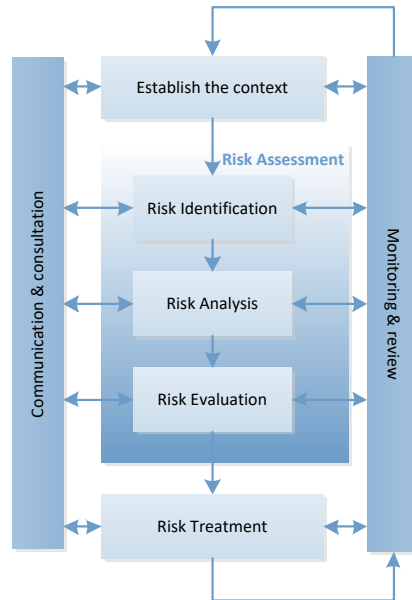 Establish the context
Risk Assessment
Risk Identification
Risk Analysis
Risk Evaluation
Risk Treatment
Communication & consultation
Monitoring & review